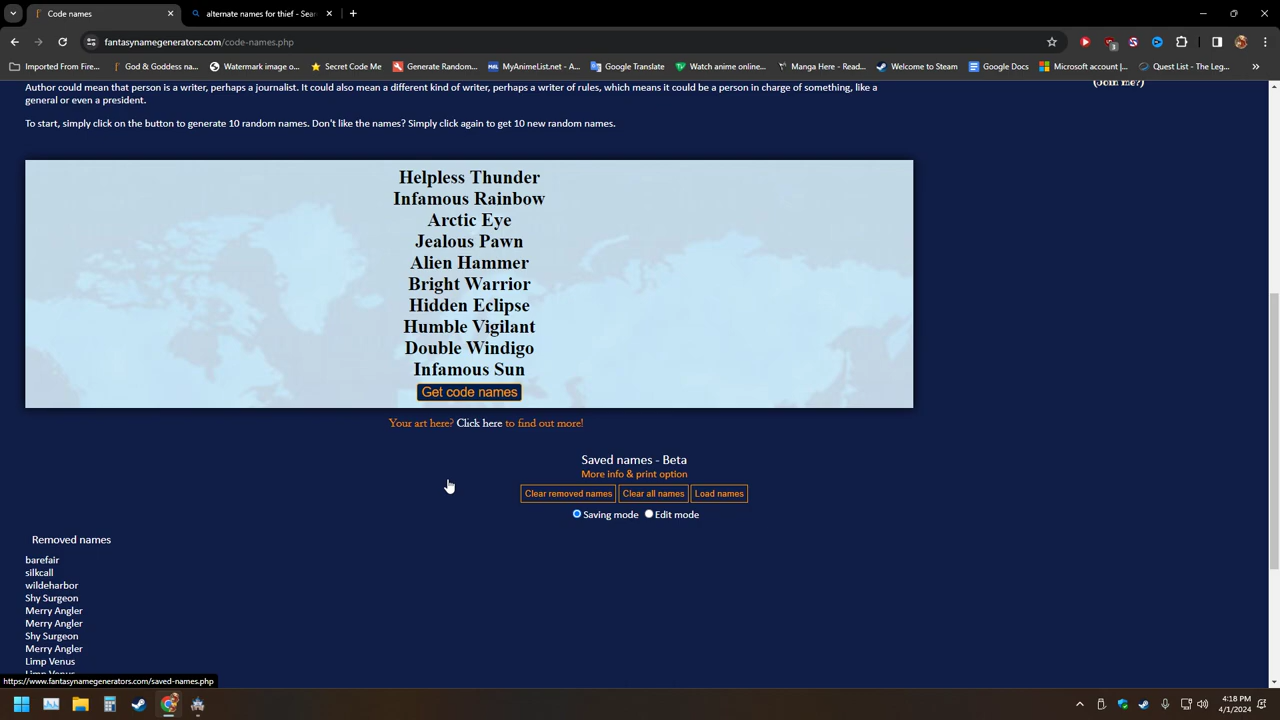 Code names
alternate names for thief - Sear
fantasynamegenerators.com/code-names.php
Imported From Fire...
God & Goddess na...
Watermark image o...
Secret Code Me
Generate Random...
MyAnimeList.net - A...
Google Translate
Watch anime online...
Manga Here - Read...
Welcome to Steam
Google Docs
Microsoft account |...
Quest List - The Leg...
Author could mean that person is a writer, perhaps a journalist. It could also mean a different kind of writer, perhaps a writer of rules, which means it could be a person in charge of something, like a
general or even a president.
(Join me?)
To start, simply click on the button to generate 10 random names. Don't like the names? Simply click again to get 10 new random names.
Helpless Thunder
Infamous Rainbow
Arctic Eye
Jealous Pawn
Alien Hammer
Bright Warrior
Hidden Eclipse
Humble Vigilant
Double Windigo
Infamous Sun
Get code names
Your art here? Click here to find out more!
Saved names - Beta
More info & print option
Clear removed names Clear all names Load names
Saving mode Edit mode
Removed names
barefair
silkcall
wildeharbor
Shy Surgeon
Merry Angler
Merry Angler
Shy Surgeon
Merry Angler
Limp Venus
Limp Venus
https://www.fantasynamegenerators.com/saved-names.php
4:18 PM
4/1/2024